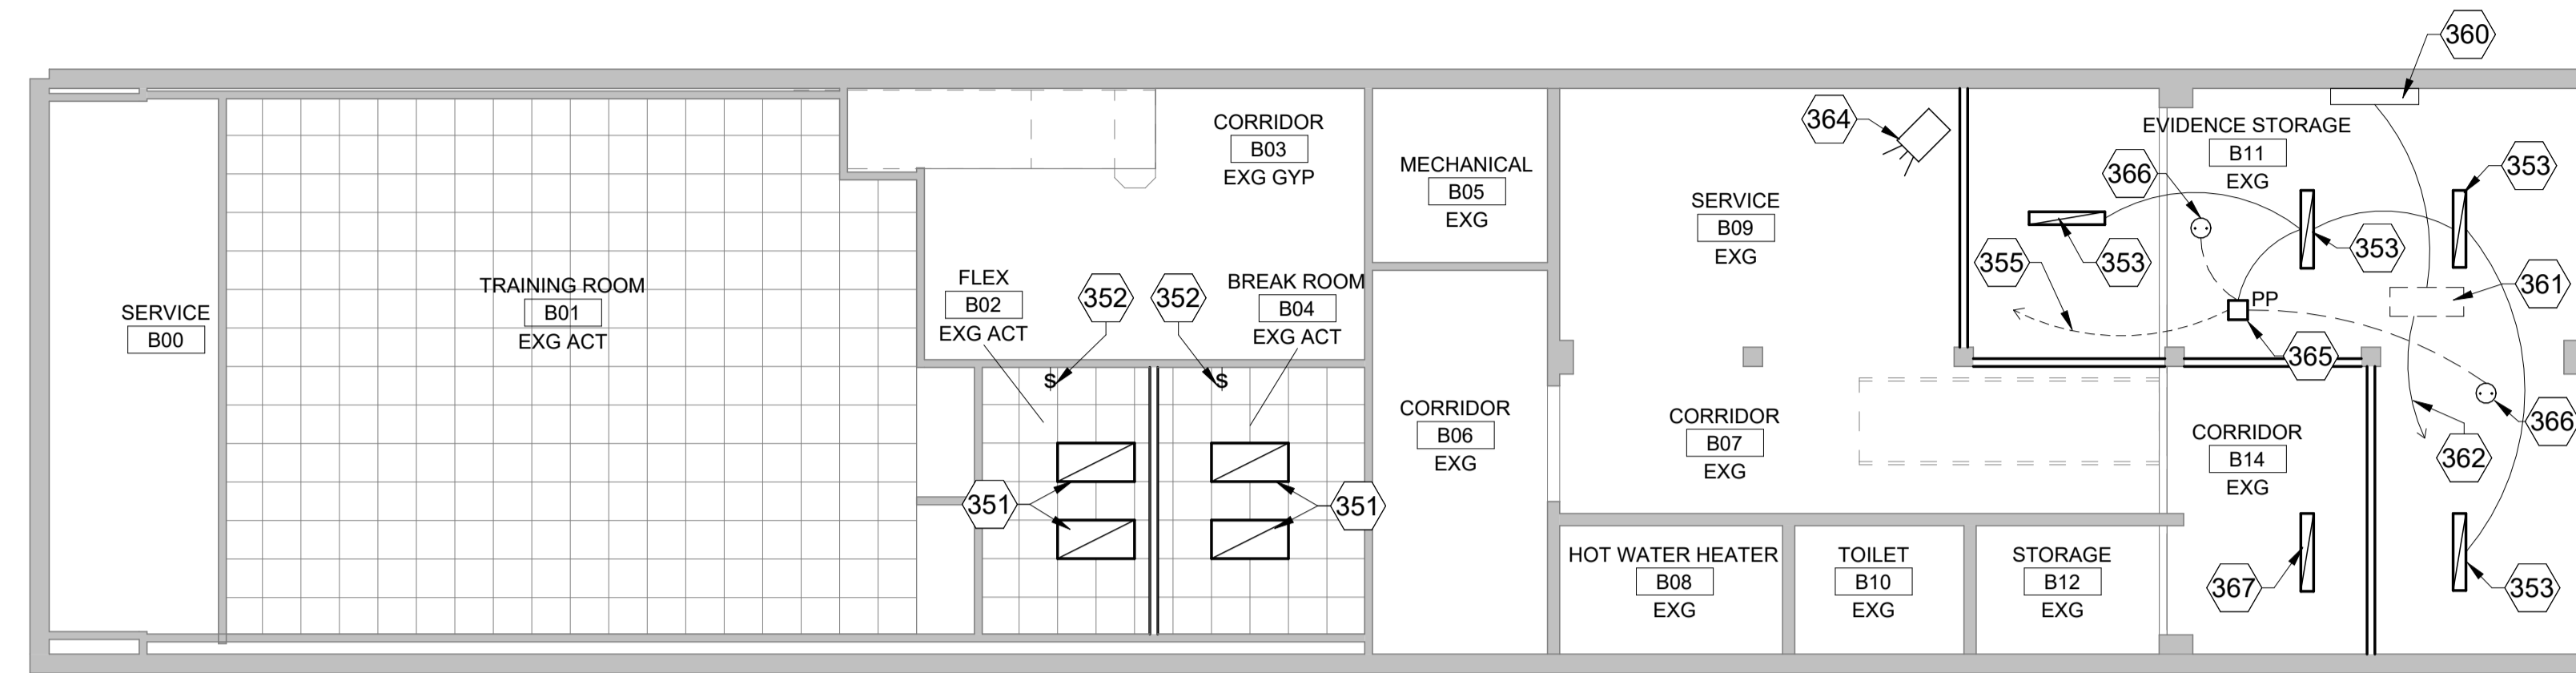 360
CORRIDOR
B03
EXG GYP
364
EVIDENCE STORAGE
B11
EXG
MECHANICAL
B05
EXG
366
353
SERVICE
B09
EXG
353
353
355
361
PP
365
SERVICE
B00
TRAINING ROOM
B01
EXG ACT
FLEX
B02
EXG ACT
352
352
BREAK ROOM
B04
EXG ACT
$
$
CORRIDOR
B06
EXG
CORRIDOR
B07
EXG
CORRIDOR
B14
EXG
366
362
351
351
HOT WATER HEATER
B08
EXG
TOILET
B10
EXG
STORAGE
B12
EXG
367
353